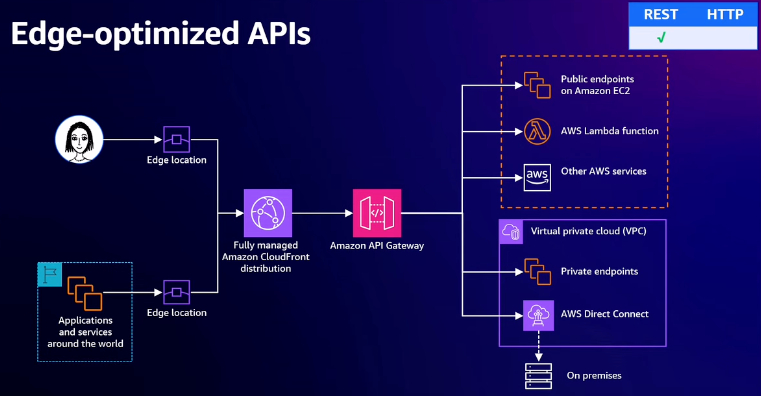 Edge-optimized APIs
REST HTTP
√
Public endpoints
on Amazon EC2
AWS Lambda function
aws
Other AWS services
Edge location
Fully managed
Amazon CloudFront
distribution
</>
Amazon API Gateway
Virtual private cloud (VPC)
Private endpoints
AWS Direct Connect
On premises
Edge location
Applications
and services
around the world